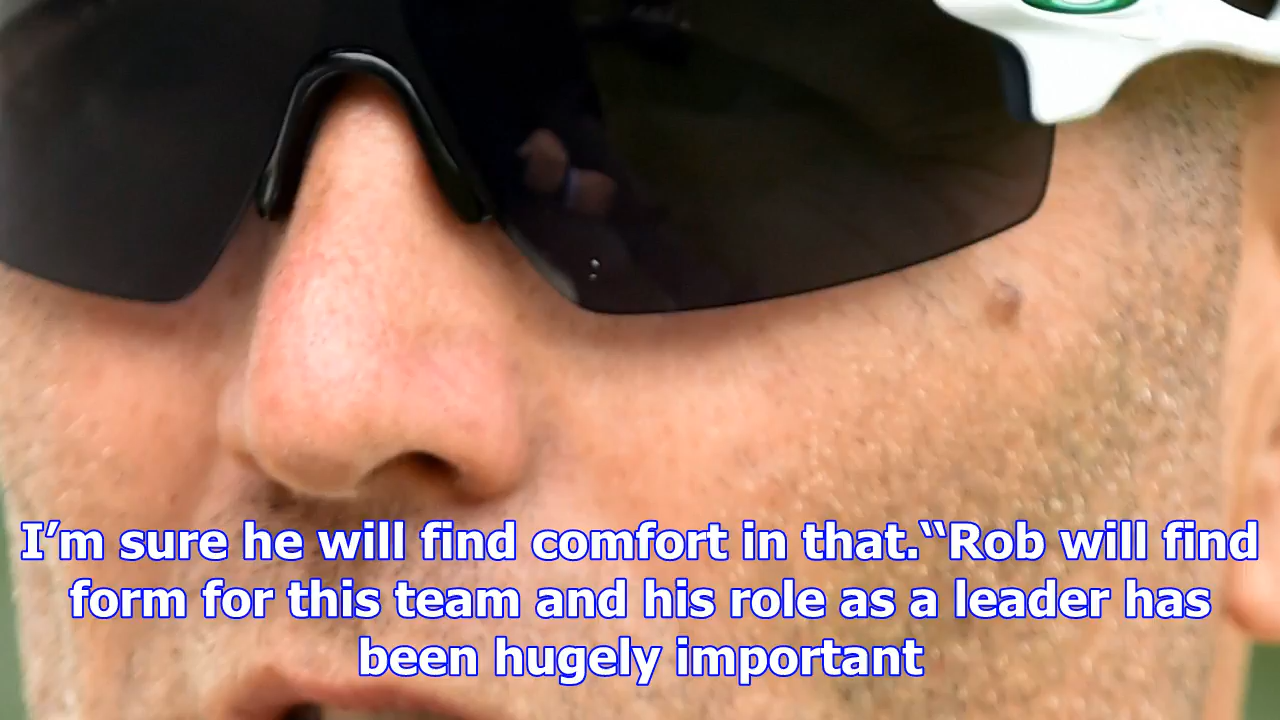 I’m sure he will find comfort in that.“Rob will find
form for this team and his role as a leader has
been hugely important